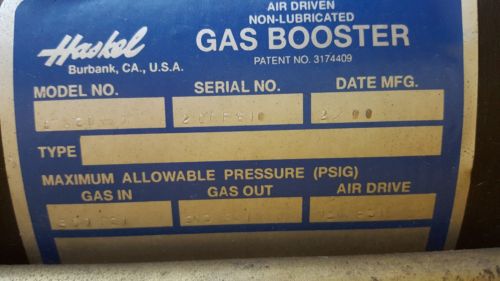 AIR DRIVEN
NON-LUBRICATED
Haskel GAS BOOSTER
Burbank, CA., U.S.A. PATENT NO. 3174409
MODEL NO. SERIAL NO. DATE MFG.
TYPE
MAXIMUM ALLOWABLE PRESSURE (PSIG)
GAS IN GAS OUT AIR DRIVE